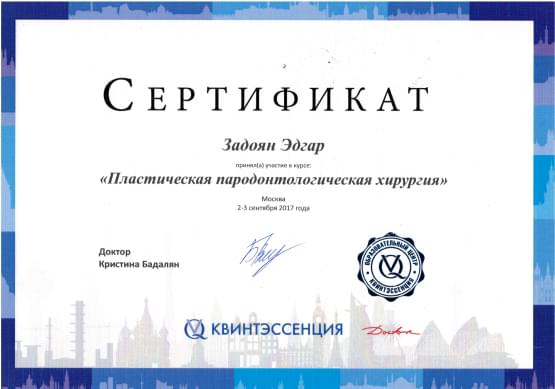 СЕРТИФИКАТ
Задоян Эдгар
принял(а) участие в курсе:
«Пластическая пародонтологическая хирургия»
Москва
2-3 сентября 2017 года
Доктор
Кристина Бадалян
ОБРАЗОВАТЕЛЬНЫЙ ЦЕНТР
КВИНТЭССЕНЦИЯ
КВИНТЭССЕНЦИЯ